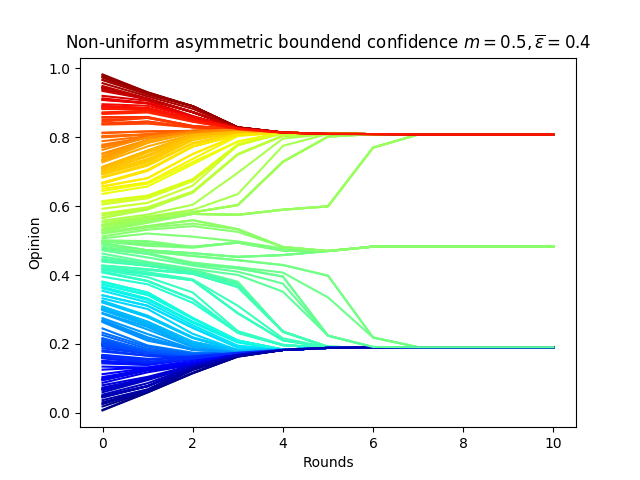 Non-uniform asymmetric boundend confidence m = 0.5, ε̅ = 0.4
1.0
0.8
0.6
0.4
0.2
0.0
Opinion
0 2 4 6 8 10
Rounds